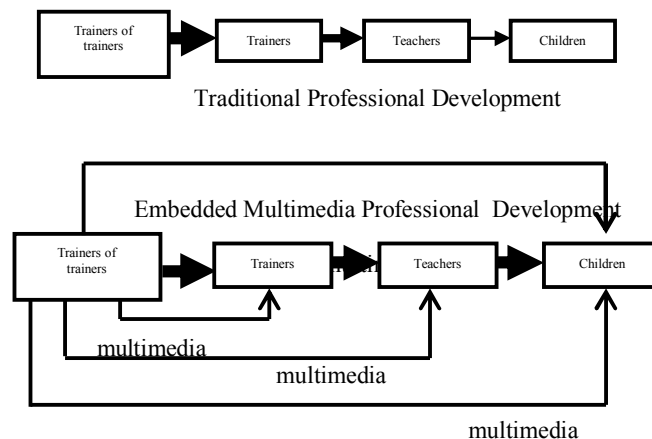 Trainers of
trainers
Trainers
Teachers
Children
Traditional Professional Development
Embedded Multimedia Professional Development
Trainers of
trainers
Trainers
Teachers
Children
multimedia
multimedia
multimedia